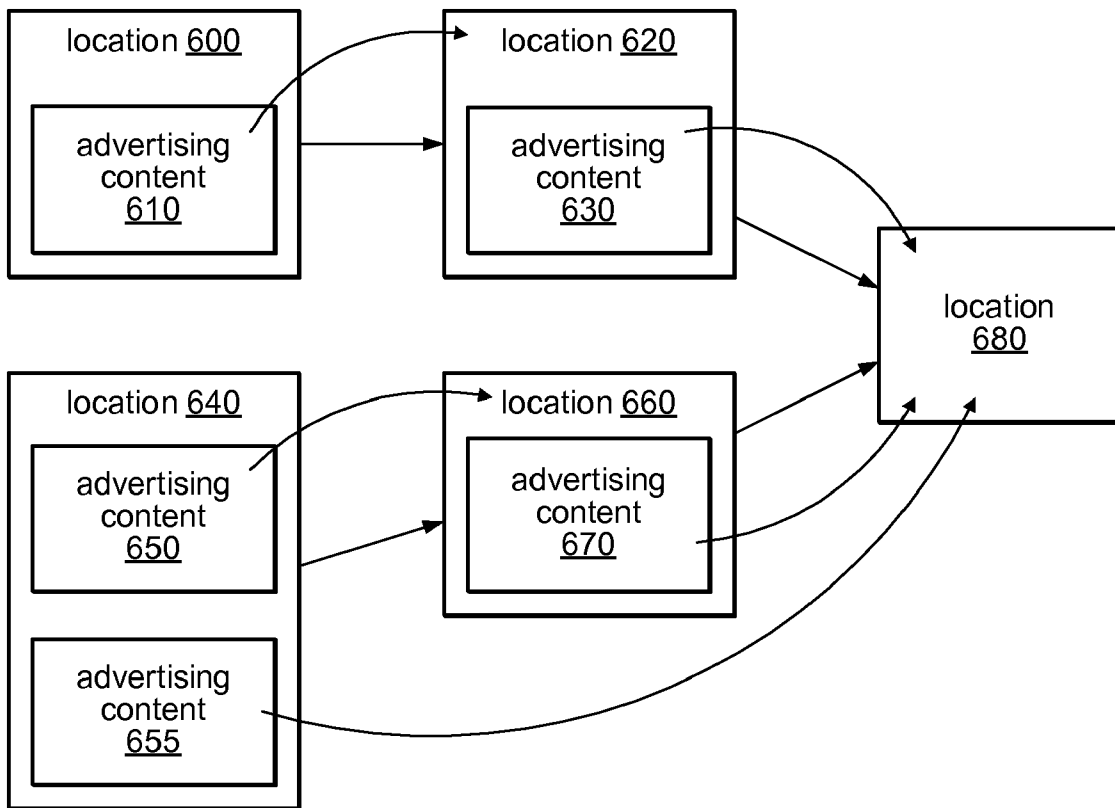 location 600
advertising
content
610
location 620
advertising
content
630
location
680
location 640
advertising
content
650
advertising
content
655
location 660
advertising
content
670